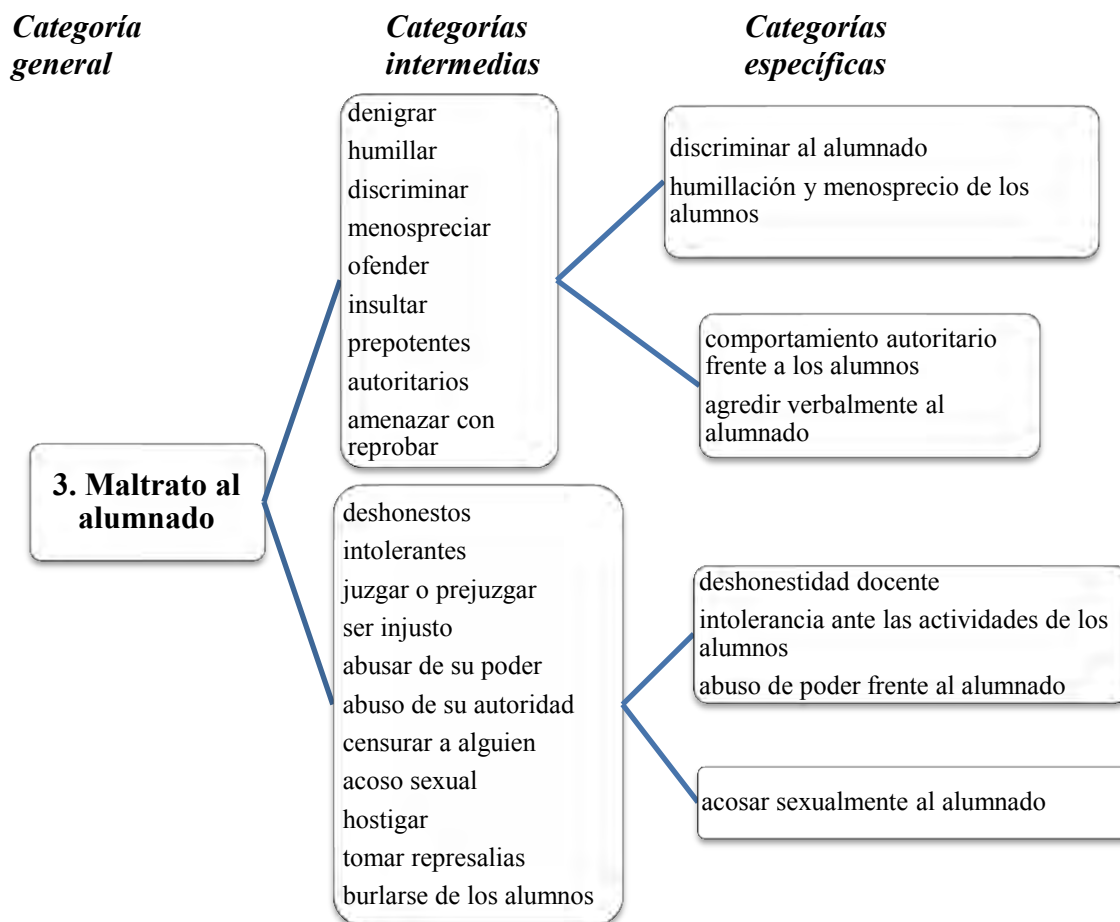 Categoría
general
Categorías
intermedias
Categorías
específicas
3. Maltrato al
alumnado
denigrar
humillar
discriminar
menospreciar
ofender
insultar
prepotentes
autoritarios
amenazar con
reprobar
discriminar al alumnado
humillación y menosprecio de los
alumnos
comportamiento autoritario
frente a los alumnos
agredir verbalmente al
alumnado
deshonestos
intolerantes
juzgar o prejuzgar
ser injusto
abusar de su poder
abuso de su autoridad
censurar a alguien
acoso sexual
hostigar
tomar represalias
burlarse de los alumnos
deshonestidad docente
intolerancia ante las actividades de los
alumnos
abuso de poder frente al alumnado
acosar sexualmente al alumnado